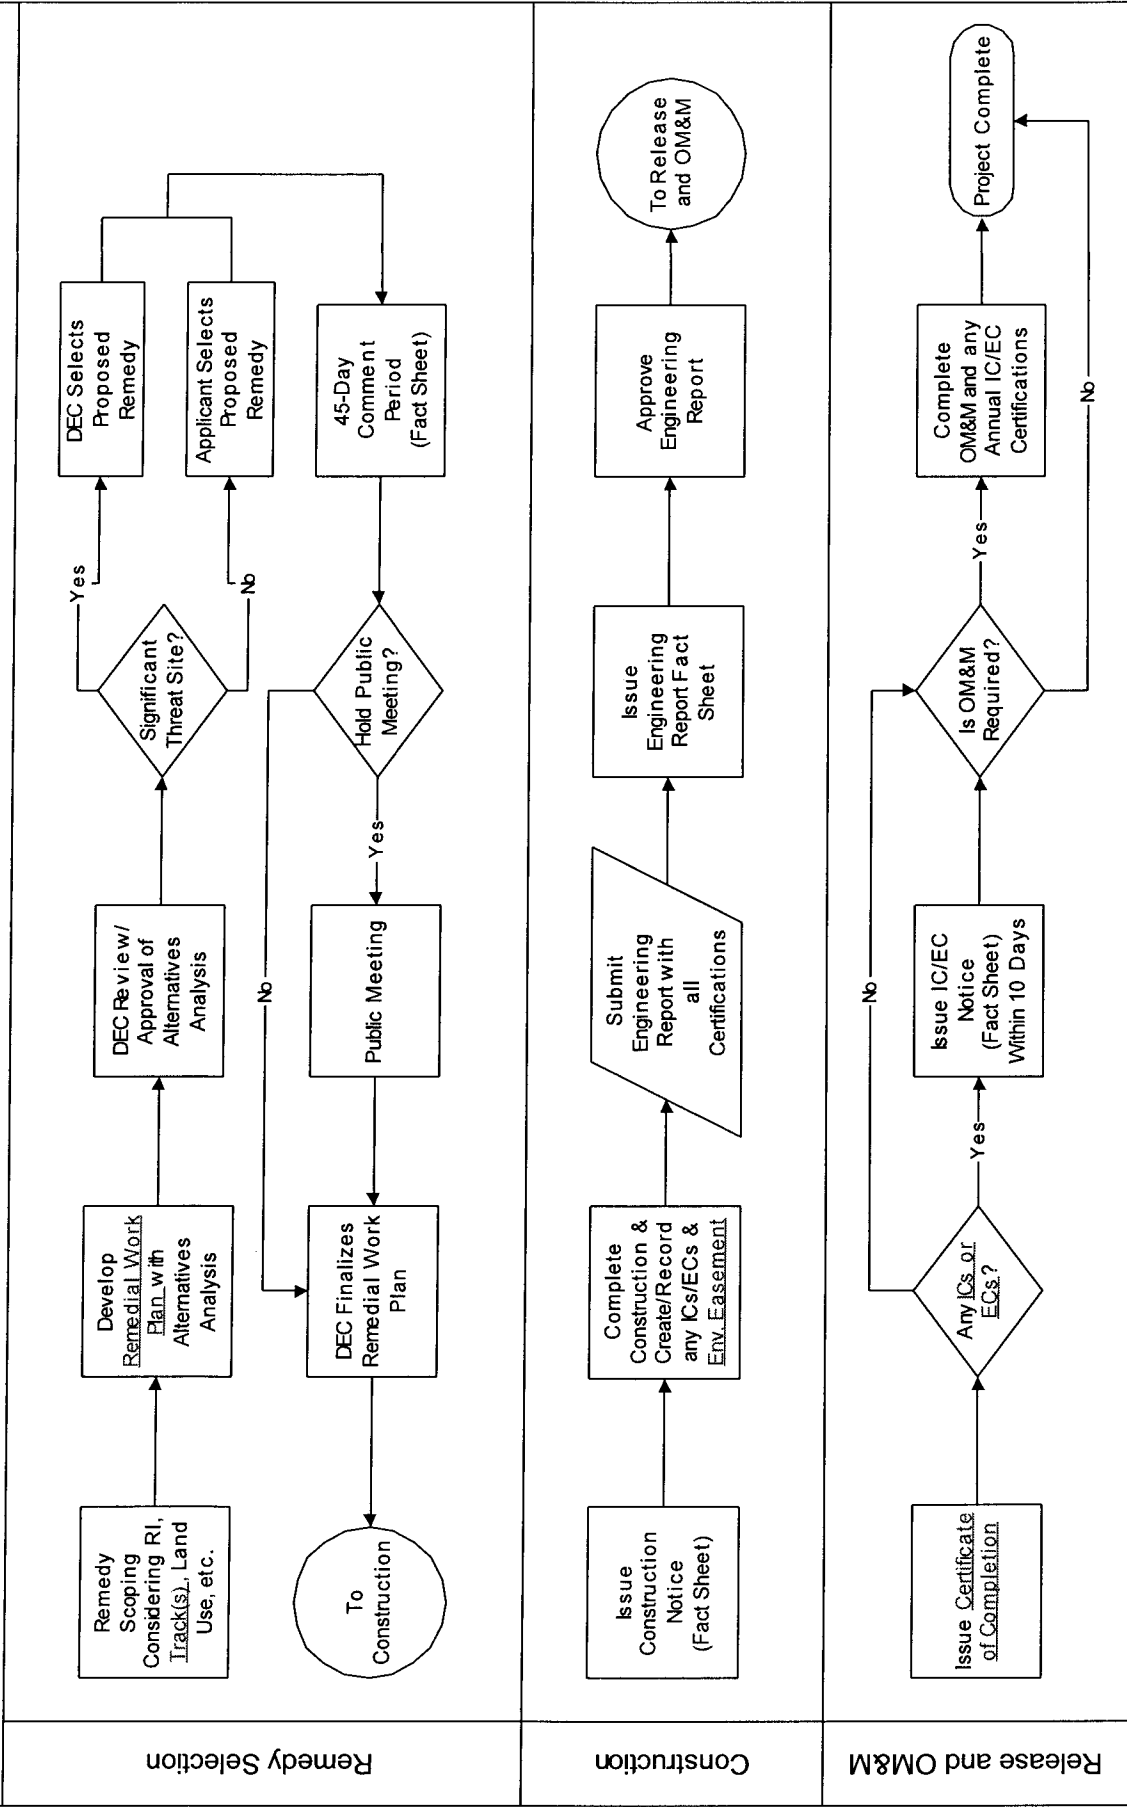 Remedy Selection
Remedy
Scoping
Considering RI,
Track(s), Land
Use, etc.
Develop
Remedial Work
Plan with
Alternatives
Analysis
DEC Review/
Approval of
Alternatives
Analysis
Significant
Threat Site?
Yes
No
DEC Selects
Proposed
Remedy
Applicant Selects
Proposed
Remedy
45-Day
Comment
Period
(Fact Sheet)
Hold Public
Meeting?
Yes
No
Public Meeting
DEC Finalizes
Remedial Work
Plan
To
Construction
Construction
Issue
Construction
Notice
(Fact Sheet)
Complete
Construction &
Create/Record
any ICs/ECs &
Env. Easement
Submit
Engineering
Report with
all
Certifications
Issue
Engineering
Report Fact
Sheet
Approve
Engineering
Report
To Release
and OM&M
Release and OM&M
Issue Certificate
of Completion
Any ICs or
ECs?
Yes
No
Issue IC/EC
Notice
(Fact Sheet)
Within 10 Days
Is OM&M
Required?
Yes
No
Complete
OM&M and any
Annual IC/EC
Certifications
Project Complete